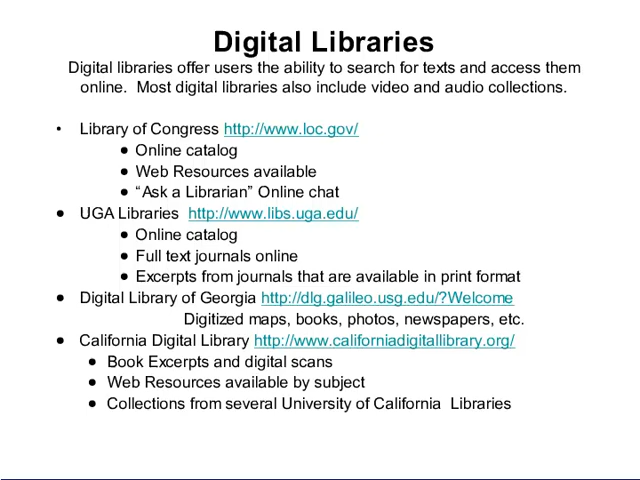 Digital Libraries
Digital libraries offer users the ability to search for texts and access them
online. Most digital libraries also include video and audio collections.
• Library of Congress http://www.loc.gov/
● Online catalog
● Web Resources available
● “Ask a Librarian” Online chat
● UGA Libraries http://www.libs.uga.edu/
● Online catalog
● Full text journals online
● Excerpts from journals that are available in print format
● Digital Library of Georgia http://dlg.galileo.usg.edu/?Welcome
Digitized maps, books, photos, newspapers, etc.
● California Digital Library http://www.californiadigitallibrary.org/
● Book Excerpts and digital scans
● Web Resources available by subject
● Collections from several University of California Libraries